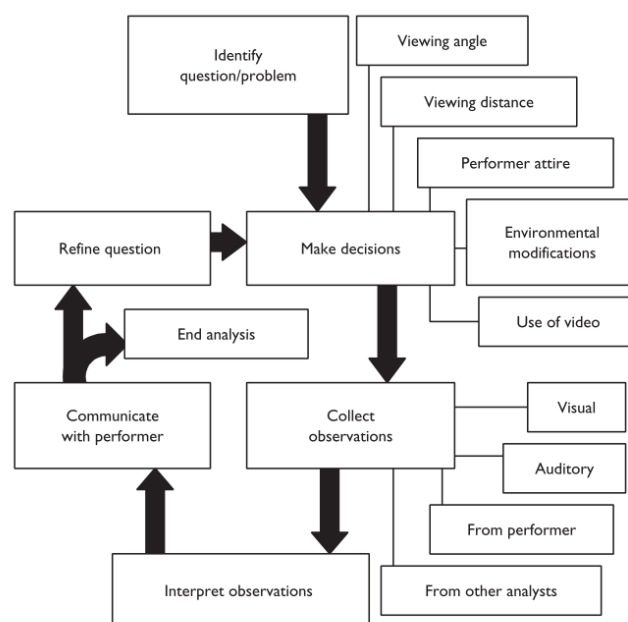 Identify
question/problem
Viewing angle
Viewing distance
Performer attire
Refine question
Make decisions
Environmental
modifications
Use of video
End analysis
Communicate
with performer
Collect
observations
Visual
Auditory
From performer
Interpret observations
From other analysts